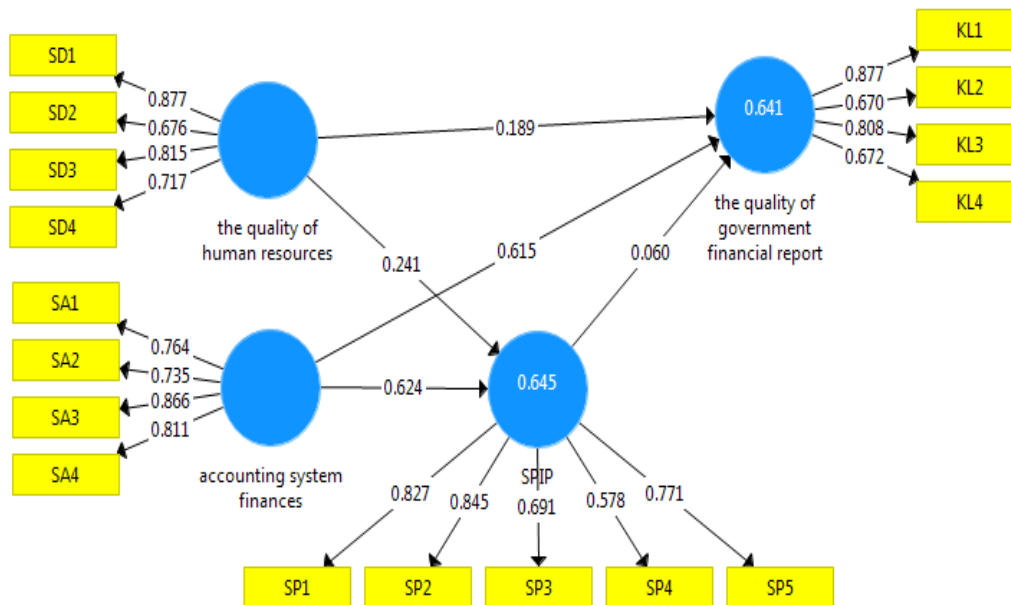 SD1
SD2
SD3
SD4
0.877
0.676
0.815
0.717
the quality of
human resources
0.189
0.241
0.615
0.060
0.641
the quality of
government
financial report
0.877
0.670
0.808
0.672
KL1
KL2
KL3
KL4
SA1
SA2
SA3
SA4
0.764
0.735
0.866
0.811
accounting system
finances
0.624
0.645
SPIP
0.827
0.845
0.691
0.578
0.771
SP1
SP2
SP3
SP4
SP5